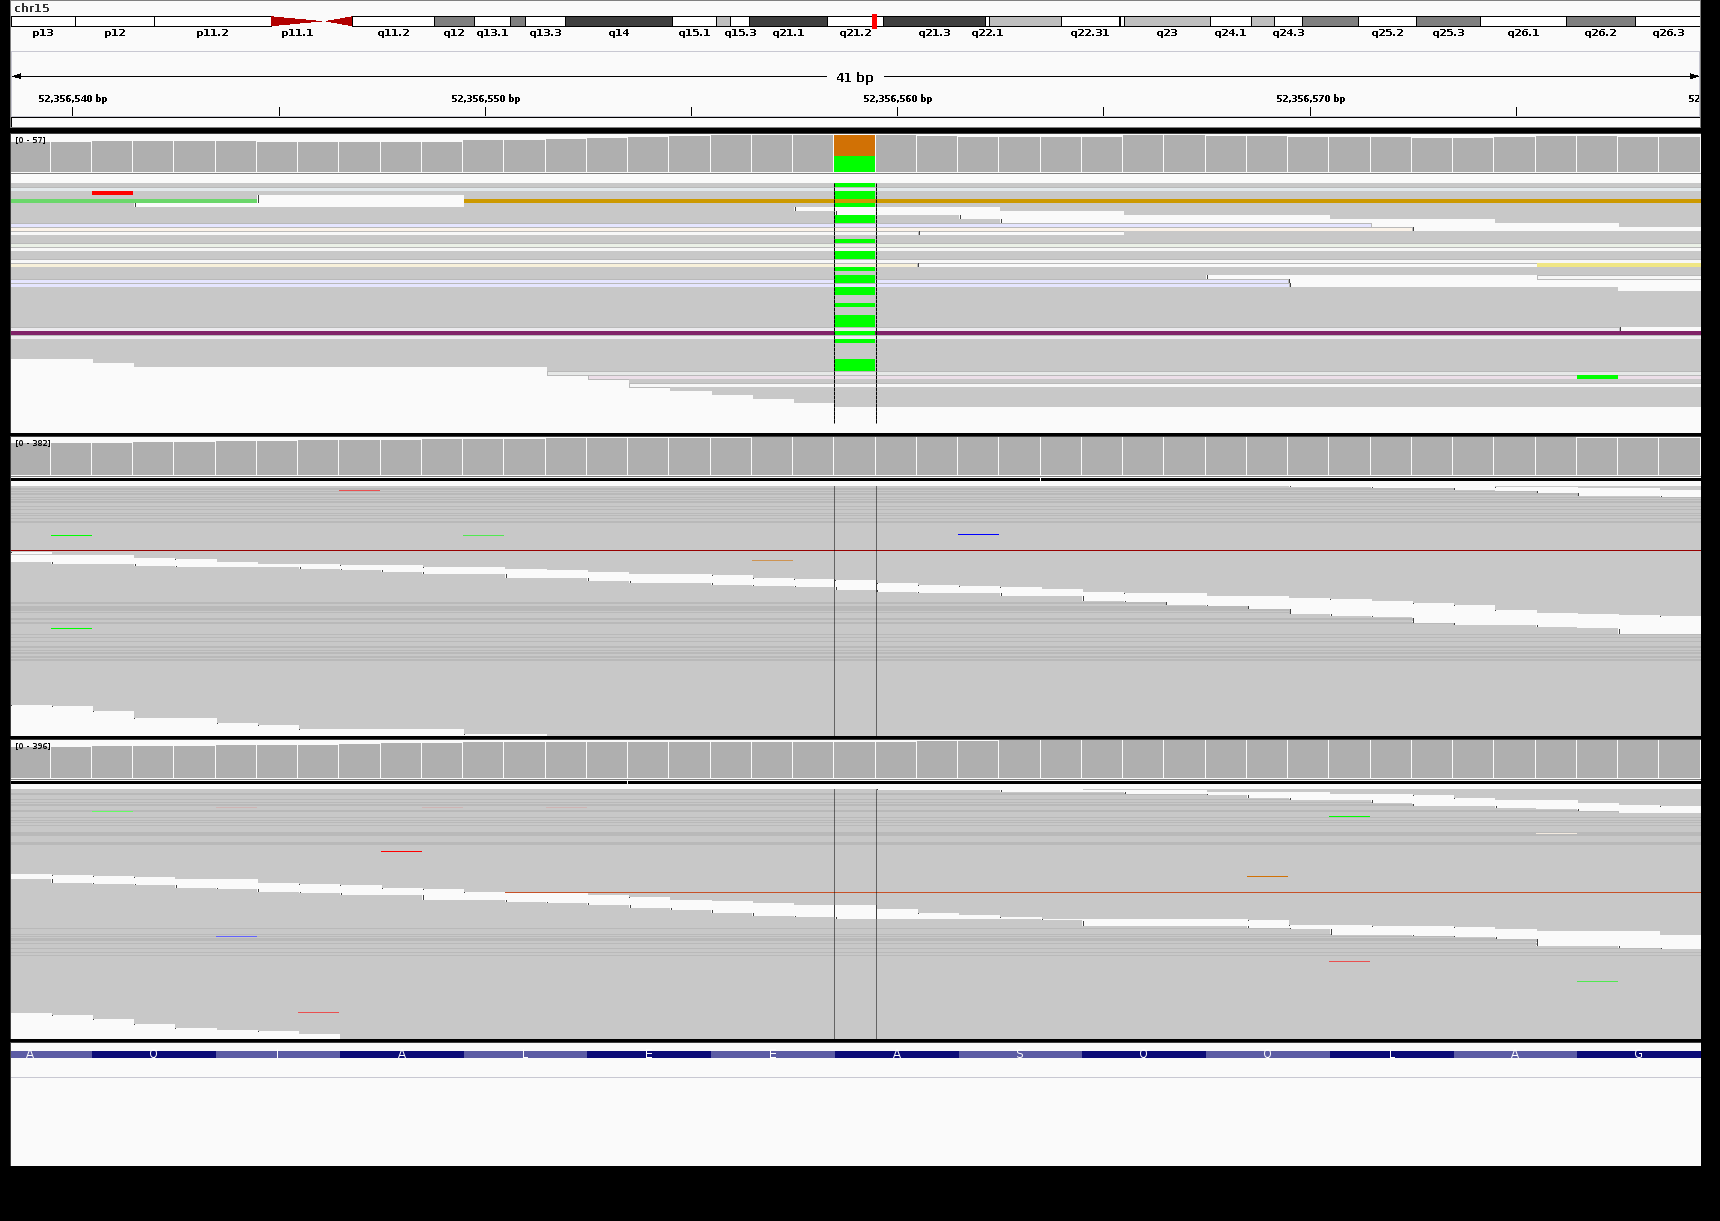 chr15
p13 p12 p11.2 p11.1 q11.2 q12 q13.1 q13.3 q14 q15.1 q15.3 q21.1 q21.2 q21.3 q22.1 q22.31 q23 q24.1 q24.3 q25.2 q25.3 q26.1 q26.2 q26.3
41 bp
52,356,540 bp 52,356,550 bp 52,356,560 bp 52,356,570 bp 52
[0 - 57]
[0 - 382]
[0 - 396]
A A L E E A S L A G